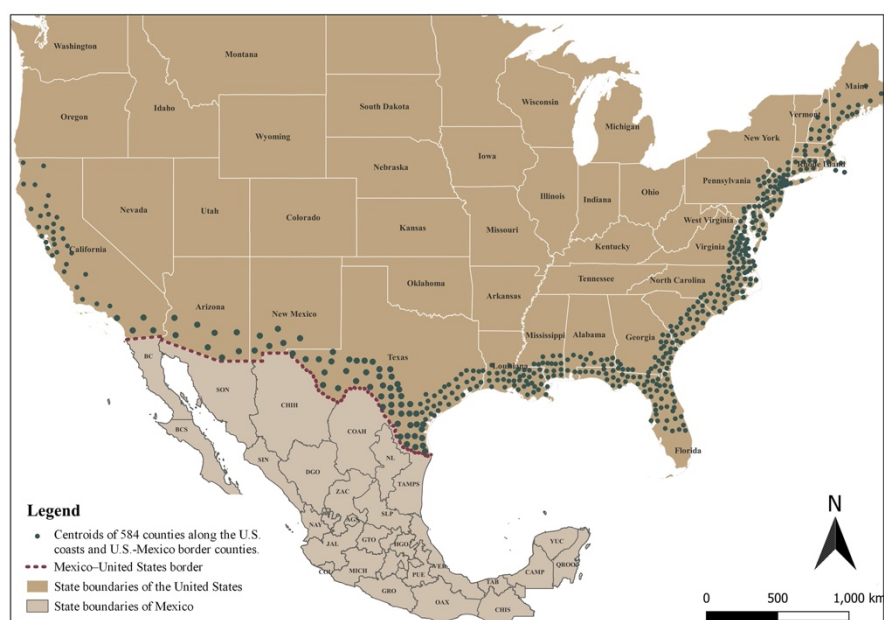 Washington
Montana
Maine
Oregon
Idaho
South Dakota
Wisconsin
Michigan
Vermont
New York
Wyoming
Rhode Island
Nebraska
Iowa
Pennsylvania
Nevada
Utah
Colorado
Illinois
Indiana
Ohio
Kansas
Missouri
West Virginia
Virginia
California
Kentucky
Oklahoma
Tennessee
North Carolina
Arizona
New Mexico
Arkansas
Mississippi
Alabama
Georgia
Texas
Louisiana
Florida
BC
SON
CHIH
BCS
COAH
SIN
NL
DGO
TAMPS
ZAC
SLP
NAY
AGS
JAL
GTO
HGO
COL
MICH
PUE
VER
GRO
OAX
TAB
CHIS
CAMP
YUC
QROO
Legend
Centroids of 584 counties along the U.S.
coasts and U.S.-Mexico border counties.
Mexico–United States border
State boundaries of the United States
State boundaries of Mexico
N
0 500 1,000 km